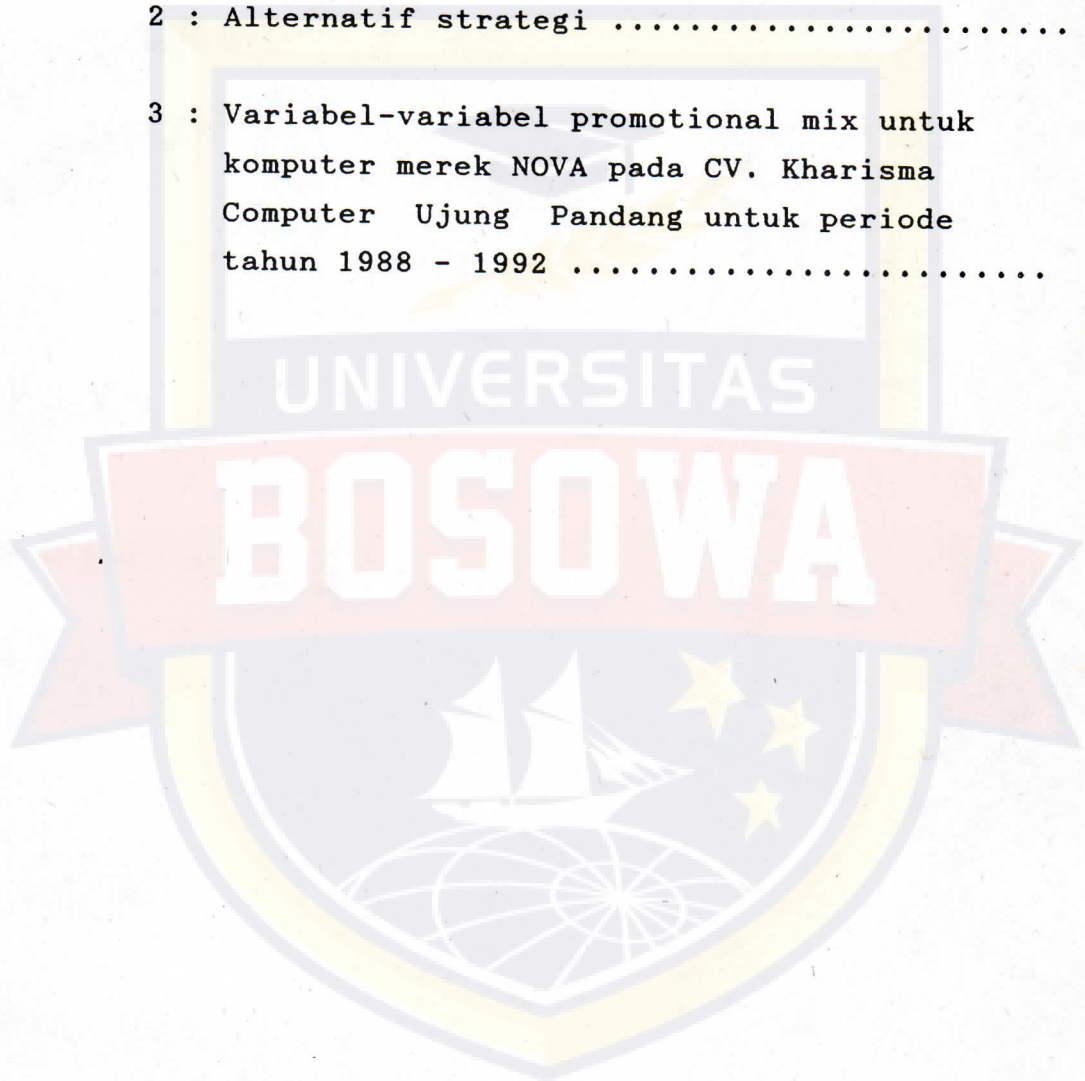 2 : Alternatif strategi ........................
3 : Variabel-variabel promotional mix untuk
komputer merek NOVA pada CV. Kharisma
Computer Ujung Pandang untuk periode
tahun 1988 - 1992 .........................
UNIVERSITAS
BOSOWA